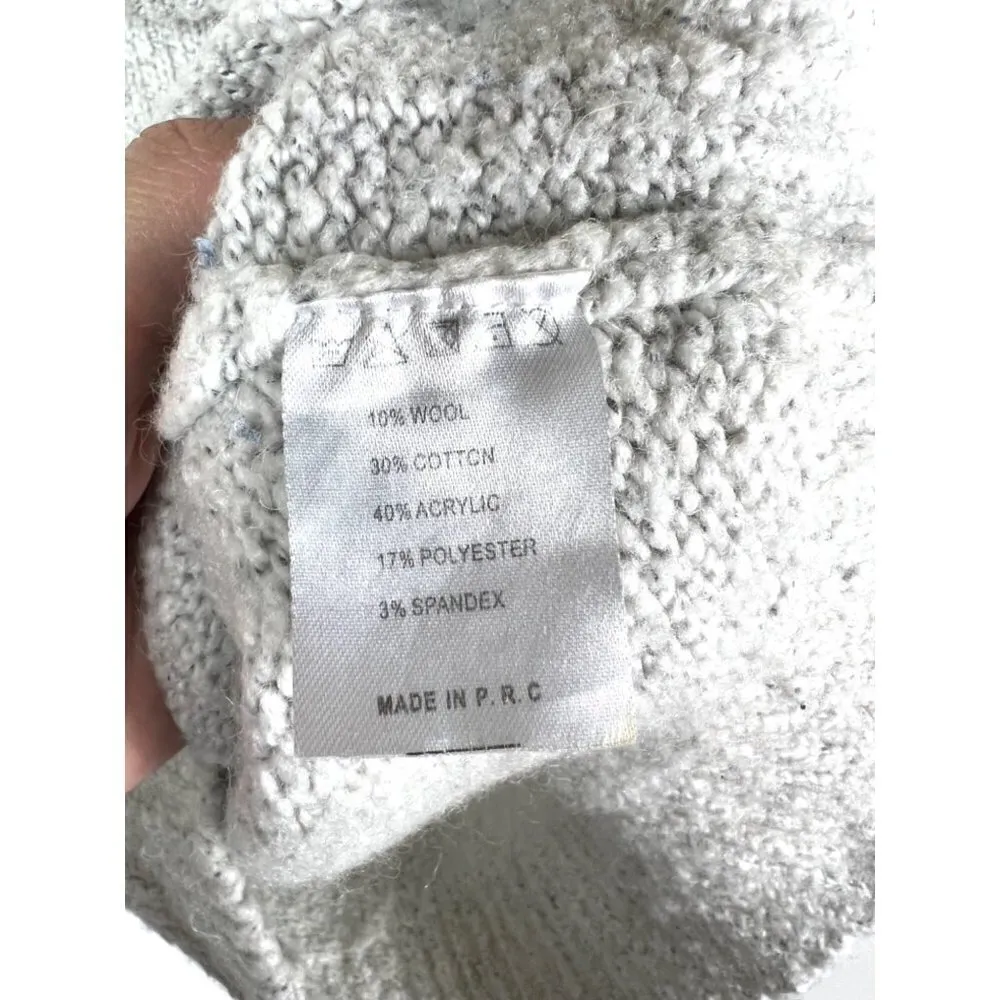 10% WOOL
30% COTTON
40% ACRYLIC
17% POLYESTER
3% SPANDEX
MADE IN P. R. C